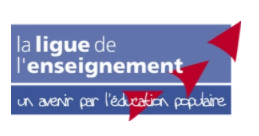 la ligue de
l'enseignement
un avenir par l'éducation populaire